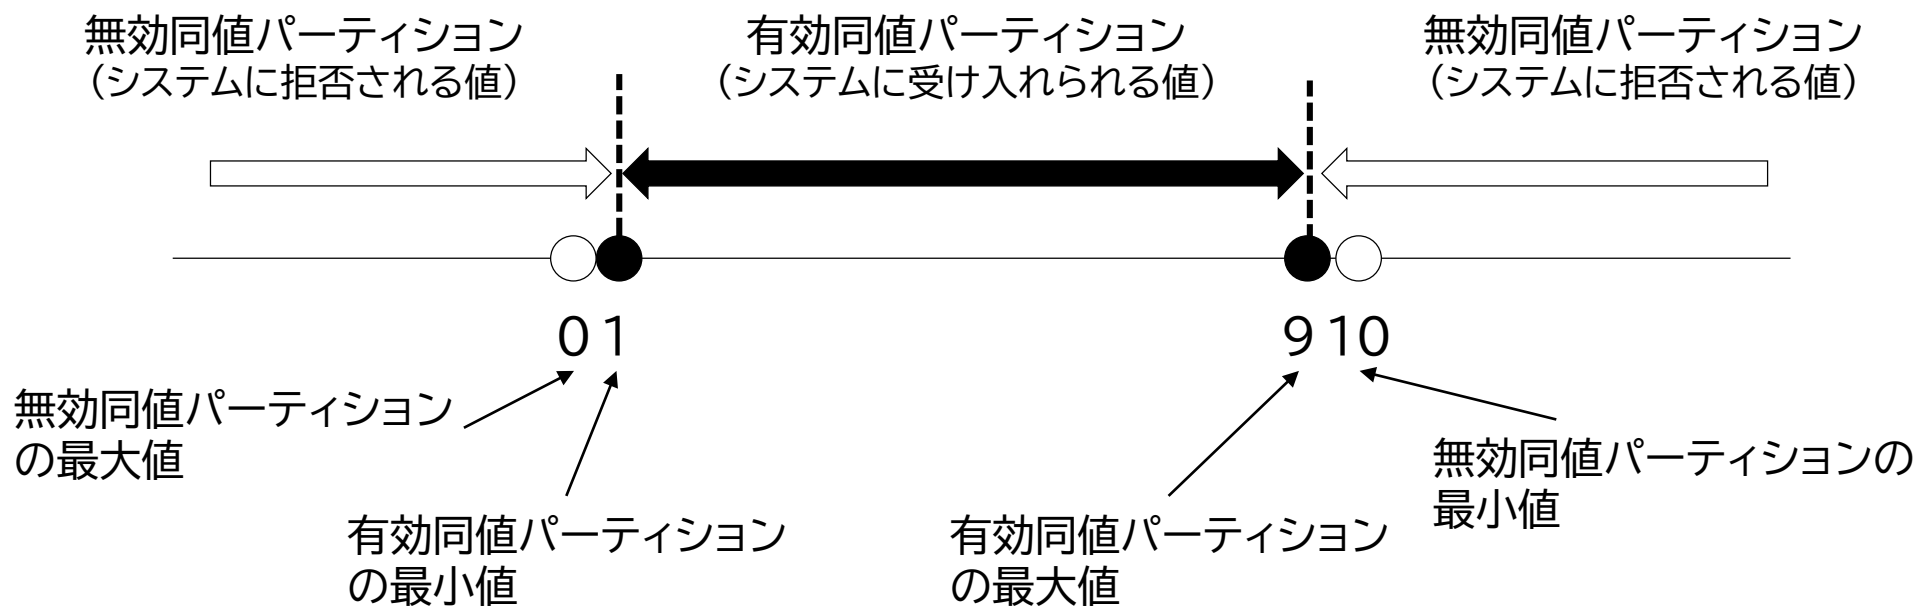 無効同値パーティション
（システムに拒否される値）
有効同値パーティション
（システムに受け入れられる値）
無効同値パーティション
（システムに拒否される値）
0 1
9 10
無効同値パーティション
の最大値
有効同値パーティション
の最小値
有効同値パーティション
の最大値
無効同値パーティションの
最小値